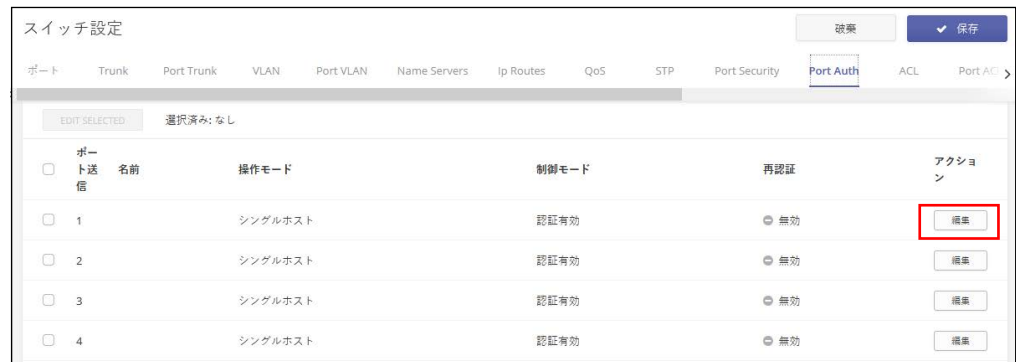 スイッチ設定
破棄
保存
ポート Trunk Port Trunk VLAN Port VLAN Name Servers Ip Routes QoS STP Port Security Port Auth ACL Port AC
EDIT SELECTED 選択済み: なし
ポート送信 名前 操作モード 制御モード 再認証 アクション
1 シングルホスト 認証有効 無効 編集
2 シングルホスト 認証有効 無効 編集
3 シングルホスト 認証有効 無効 編集
4 シングルホスト 認証有効 無効 編集